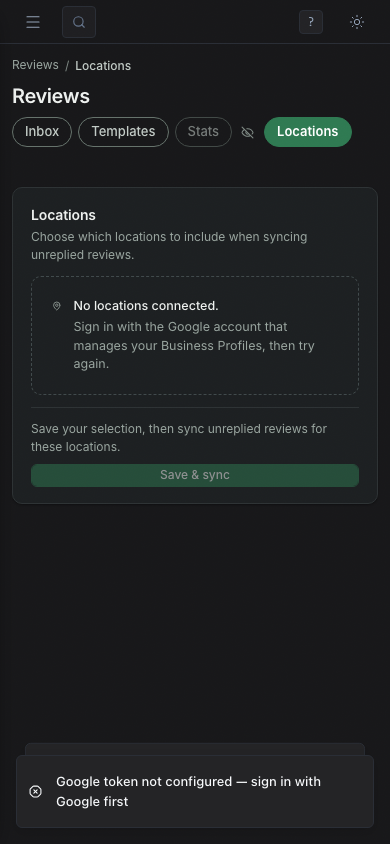 ?
Reviews / Locations
Reviews
Inbox Templates Stats Locations
Locations
Choose which locations to include when syncing
unreplied reviews.
No locations connected.
Sign in with the Google account that
manages your Business Profiles, then try
again.
Save your selection, then sync unreplied reviews for
these locations.
Save & sync
Google token not configured — sign in with
Google first